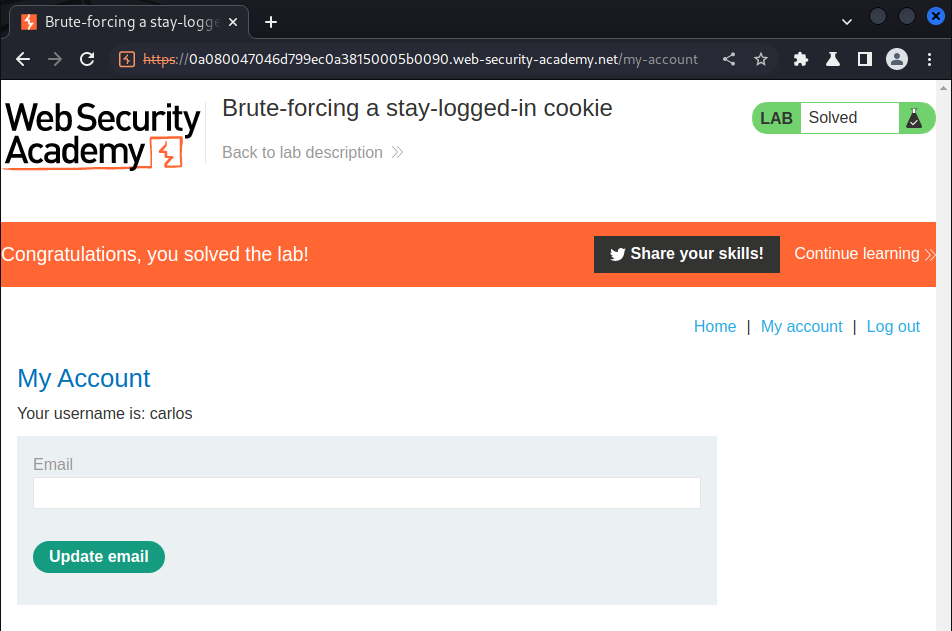 Brute-forcing a stay-logge
https://0a080047046d799ec0a38150005b0090.web-security-academy.net/my-account
Web Security
Academy
Brute-forcing a stay-logged-in cookie
Back to lab description
LAB Solved
Congratulations, you solved the lab!
Share your skills!
Continue learning
Home | My account | Log out
My Account
Your username is: carlos
Email
Update email